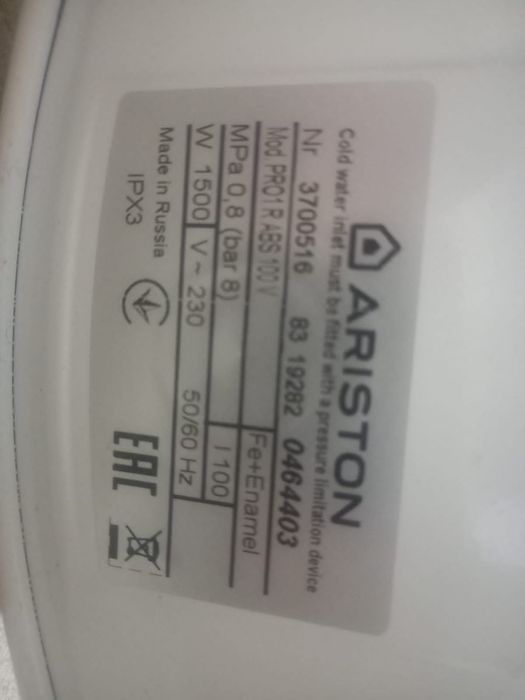 ARISTON
Cold water inlet must be fitted with a pressure limitation device
Nr 3700516 83 19282 0464403
Mod PRO1 R ABS 100 V Fe+Enamel
MPa 0,8 (bar 8) l 100
W 1500 V~ 230 50/60 Hz
Made in Russia
IPX3 EAC